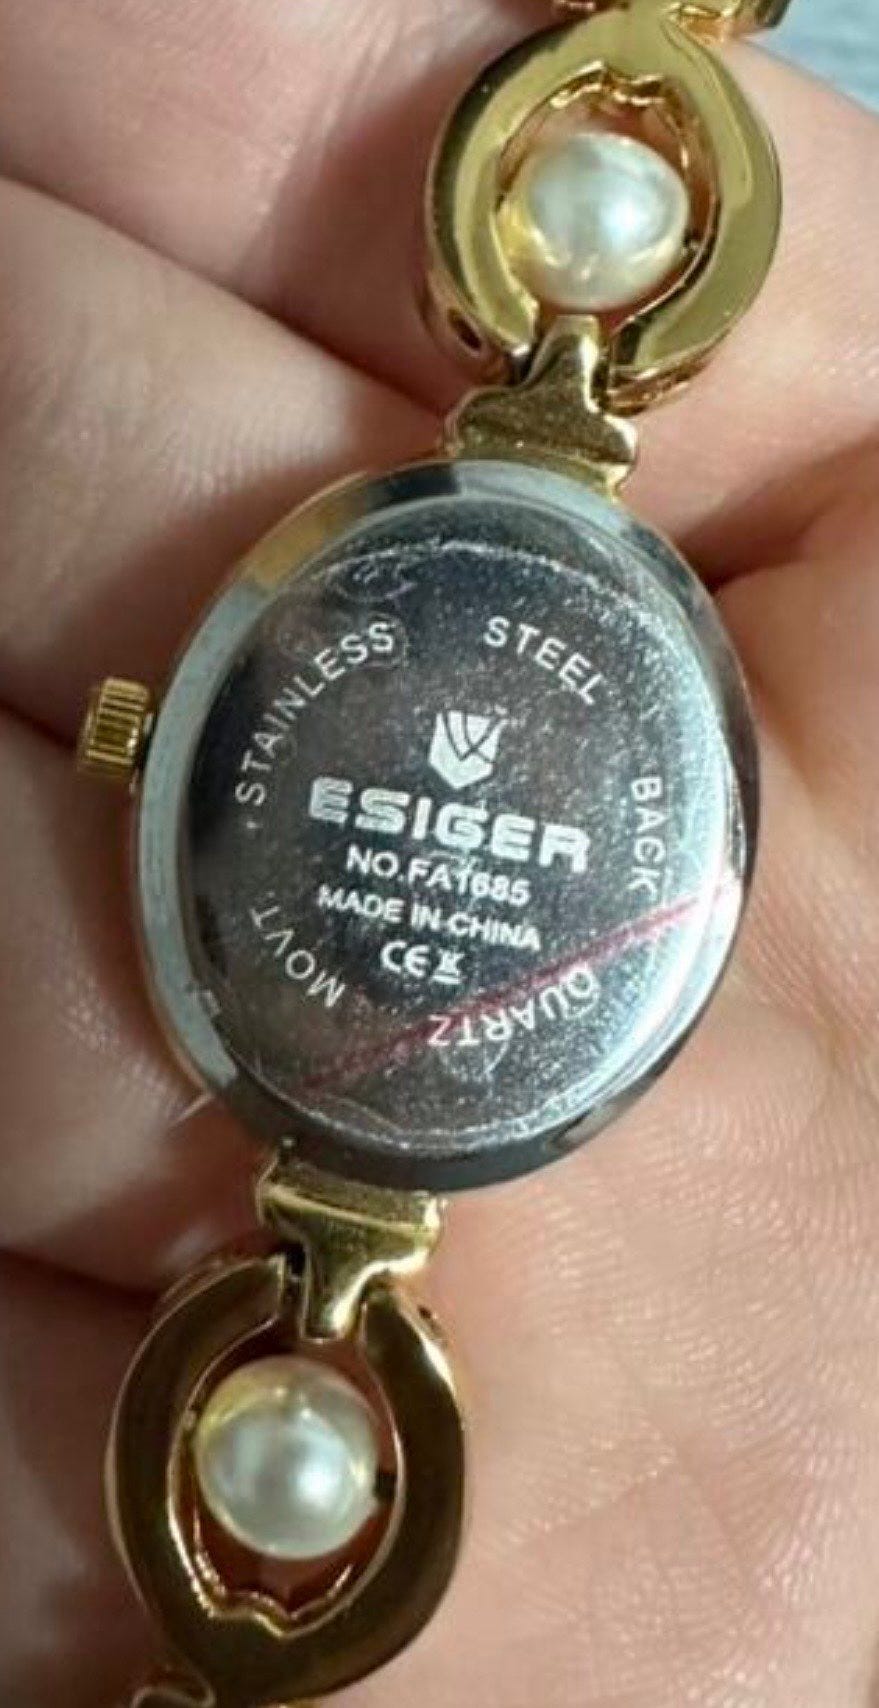 STAINLESS STEEL BACK
ESIGER
NO.FA1685
MADE IN CHINA
CE
QUARTZ MOVT